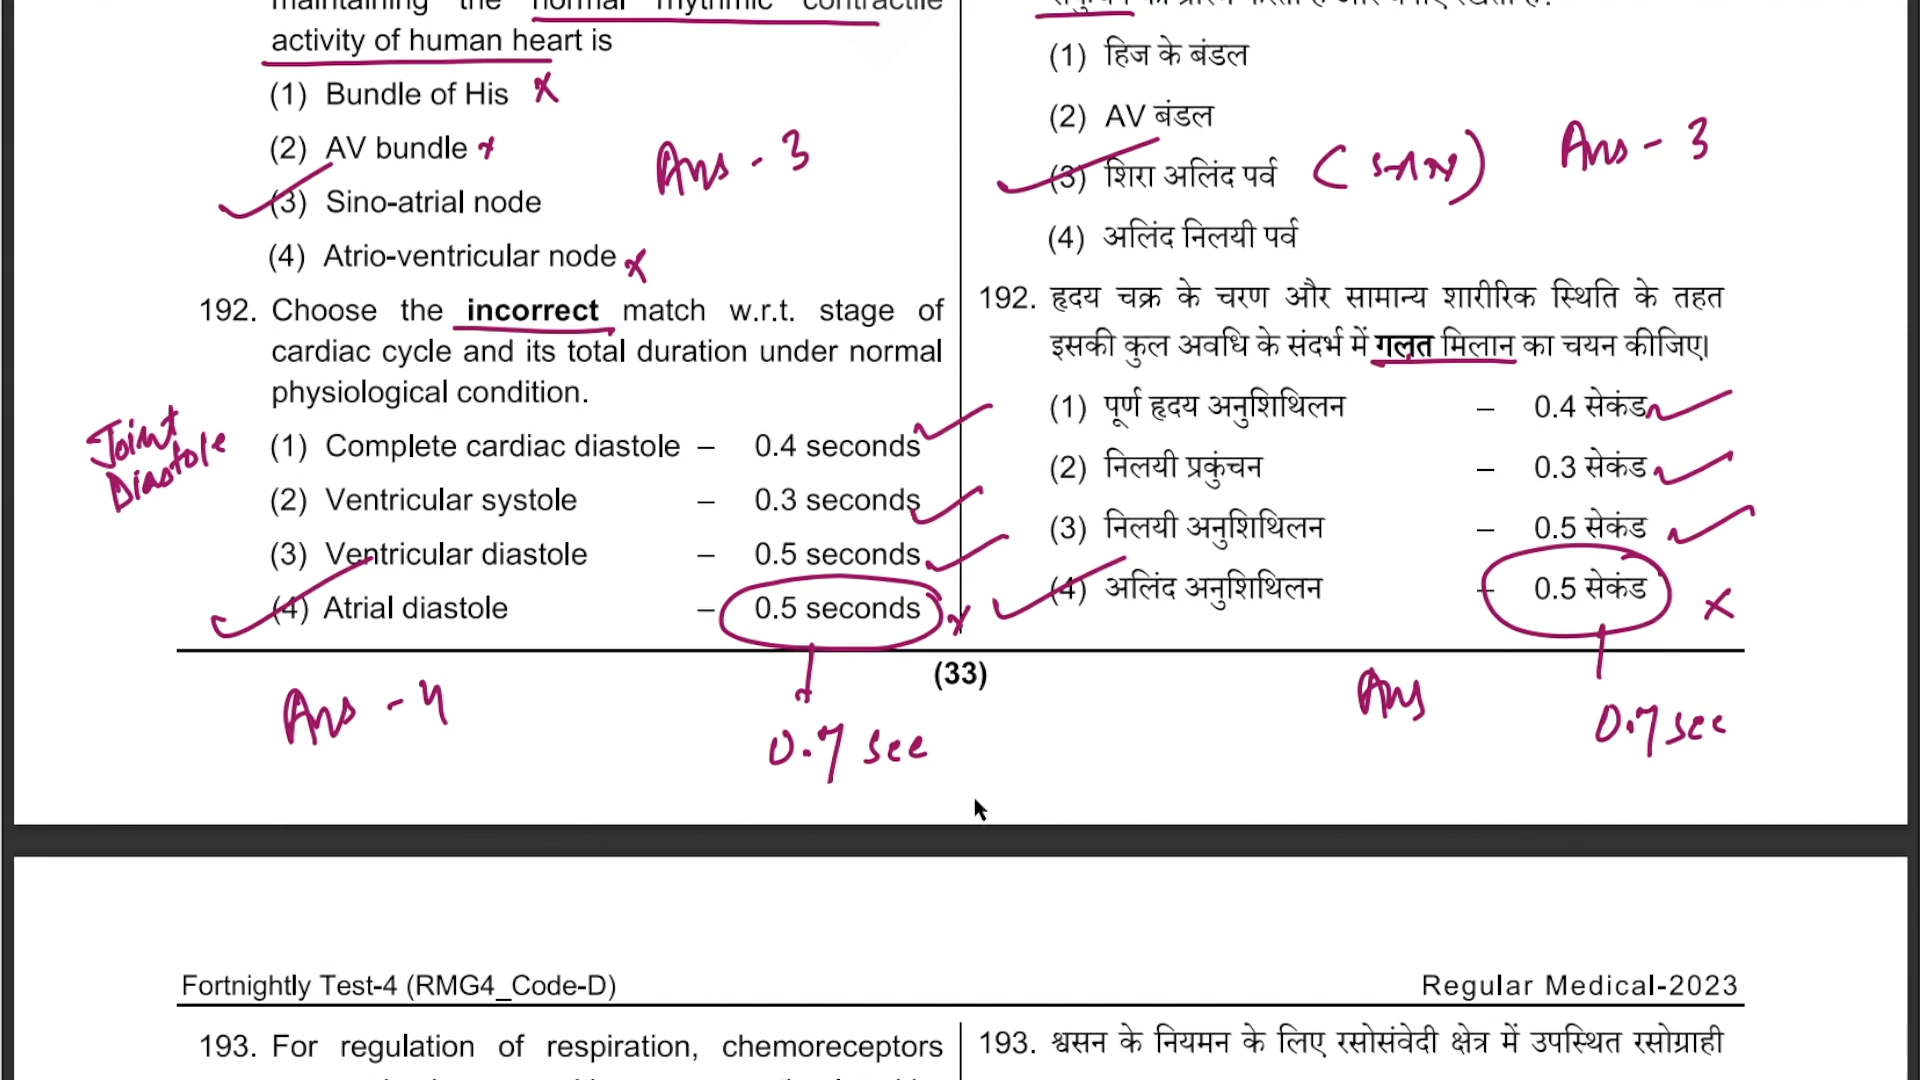 maintaining the normal rhythmic contractile
activity of human heart is
(1) Bundle of His x
(2) AV bundle x
(3) Sino-atrial node
(4) Atrio-ventricular node x
Ans - 3
192. Choose the incorrect match w.r.t. stage of
cardiac cycle and its total duration under normal
physiological condition.
(1) Complete cardiac diastole – 0.4 seconds
(2) Ventricular systole – 0.3 seconds
(3) Ventricular diastole – 0.5 seconds
(4) Atrial diastole – 0.5 seconds x
Joint
Diastole
Ans - 4
0.7 sec
(1) हिज के बंडल
(2) AV बंडल
(3) शिरा अलिंद पर्व (SAN)
(4) अलिंद निलयी पर्व
Ans - 3
192. हृदय चक्र के चरण और सामान्य शारीरिक स्थिति के तहत
इसकी कुल अवधि के संदर्भ में गलत मिलान का चयन कीजिए।
(1) पूर्ण हृदय अनुशिथिलन – 0.4 सेकंड
(2) निलयी प्रकुंचन – 0.3 सेकंड
(3) निलयी अनुशिथिलन – 0.5 सेकंड
(4) अलिंद अनुशिथिलन – 0.5 सेकंड x
Ans
0.7 sec
(33)
Fortnightly Test-4 (RMG4_Code-D) Regular Medical-2023
193. For regulation of respiration, chemoreceptors
193. श्वसन के नियमन के लिए रसोसंवेदी क्षेत्र में उपस्थित रसोग्राही